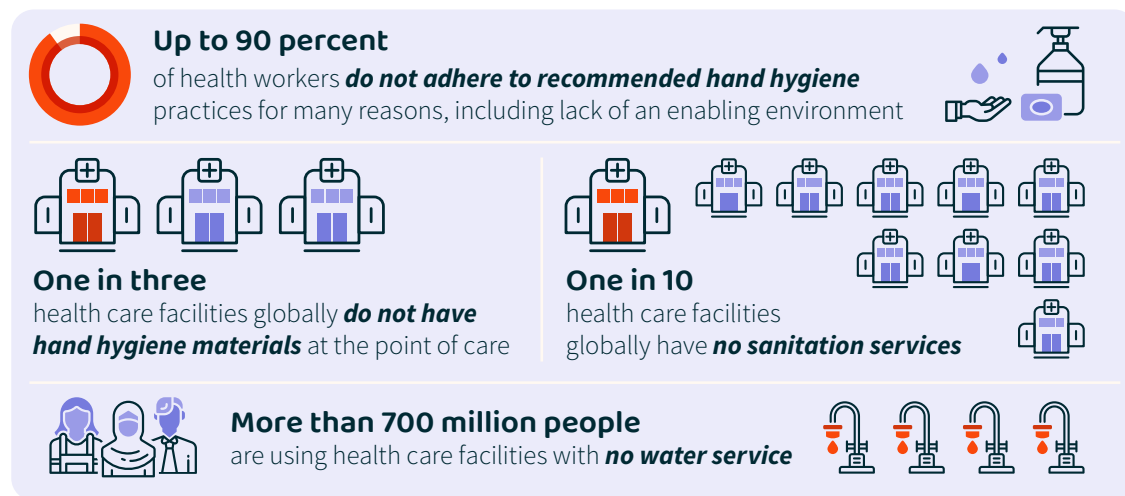 Up to 90 percent
of health workers do not adhere to recommended hand hygiene
practices for many reasons, including lack of an enabling environment
One in three
health care facilities globally do not have
hand hygiene materials at the point of care
One in 10
health care facilities
globally have no sanitation services
More than 700 million people
are using health care facilities with no water service